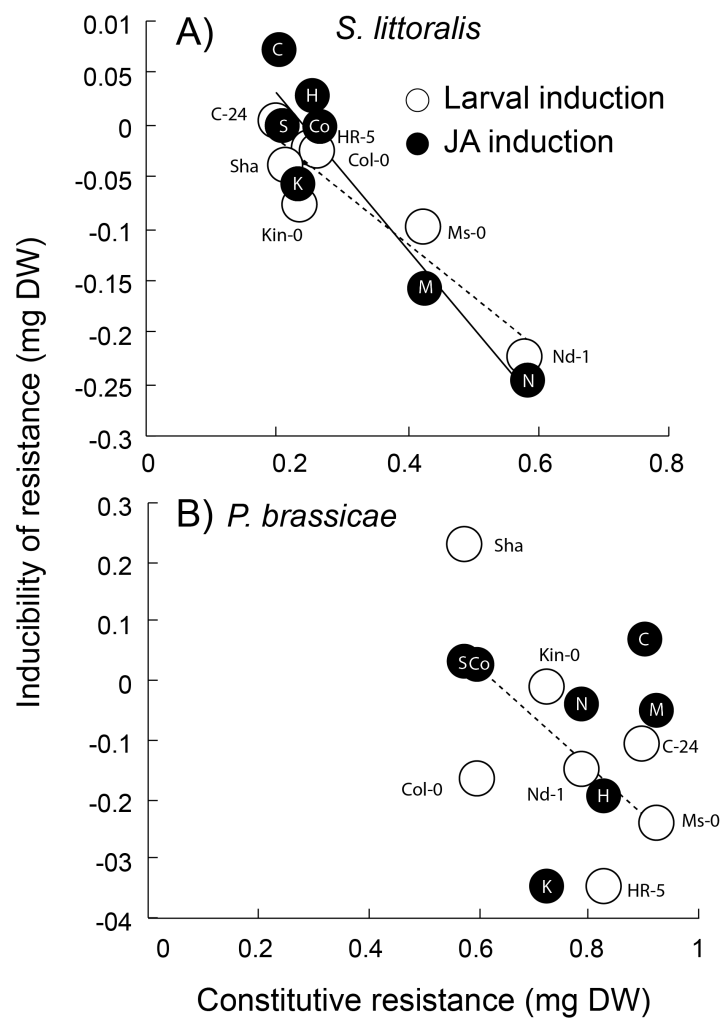 A) S. littoralis
Larval induction
JA induction
0.01
0.05
0
-0.05
-0.1
-0.15
-0.2
-0.25
-0.3
C
H
C-24
S
Co
HR-5
Col-0
Sha
K
Kin-0
Ms-0
M
Nd-1
N
0 0.2 0.4 0.6 0.8
Inducibility of resistance (mg DW)
B) P. brassicae
0.3
0.2
0.1
0
-0.1
-0.2
-03
-04
Sha
C
S Co
Kin-0
N
M
C-24
Col-0
Nd-1
H
Ms-0
K
HR-5
0 0.2 0.4 0.6 0.8 1
Constitutive resistance (mg DW)